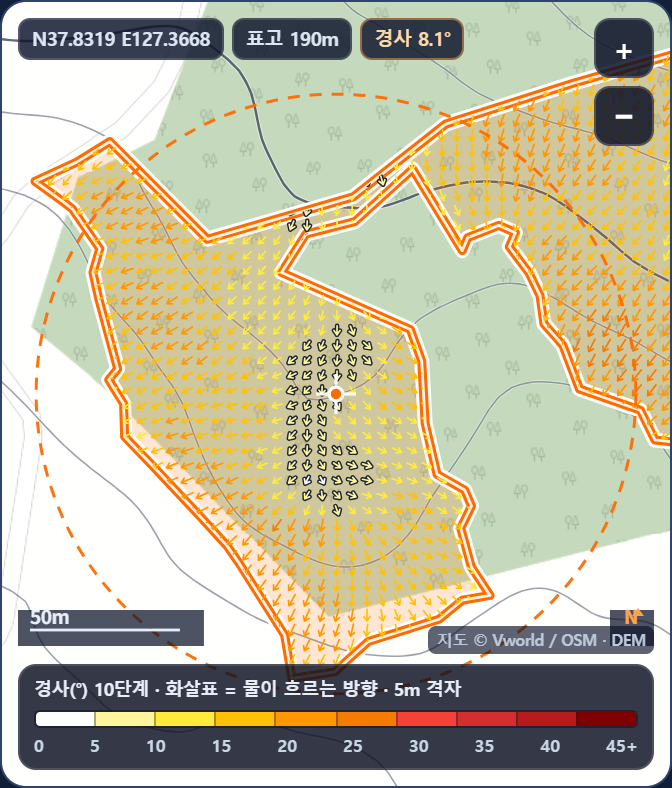 N37.8319 E127.3668
표고 190m
경사 8.1°
+
−
50m
N
지도 © Vworld / OSM · DEM
경사(°) 10단계 · 화살표 = 물이 흐르는 방향 · 5m 격자
0 5 10 15 20 25 30 35 40 45+